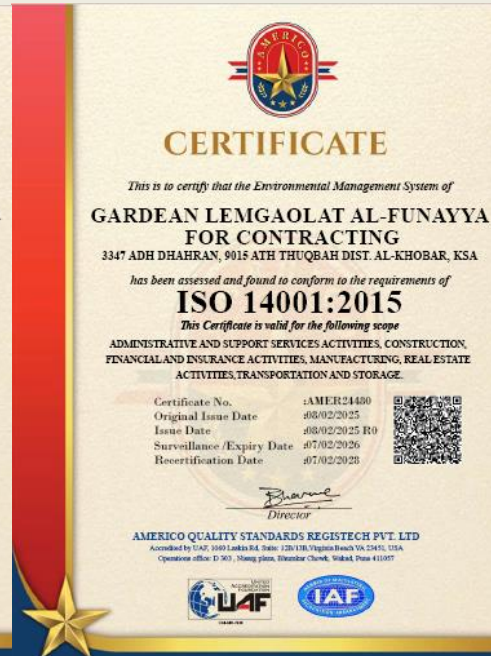 AMERICO
CERTIFICATE
This is to certify that the Environmental Management System of
GARDEAN LEMGAOLAT AL-FUNAYYA
FOR CONTRACTING
3347 ADH DHAHRAN, 9015 ATH THUQBAH DIST. AL-KHOBAR, KSA
has been assessed and found to conform to the requirements of
ISO 14001:2015
This Certificate is valid for the following scope
ADMINISTRATIVE AND SUPPORT SERVICES ACTIVITIES, CONSTRUCTION,
FINANCIAL AND INSURANCE ACTIVITIES, MANUFACTURING, REAL ESTATE
ACTIVITIES,TRANSPORTATION AND STORAGE.
Certificate No. :AMER24480
Original Issue Date :08/02/2025
Issue Date :08/02/2025 R0
Surveillance /Expiry Date :07/02/2026
Recertification Date :07/02/2028
Director
AMERICO QUALITY STANDARDS REGISTECH PVT. LTD
Accredited by UAF, 1060 Laskin Rd, Suite: 12B/13B, Virginia Beach VA 23451, USA
Operations office: D 303, Plaza, Chowk, Wakad, Pune 411057
UNITED
ACCREDITATION
FOUNDATION
UAF
IAF